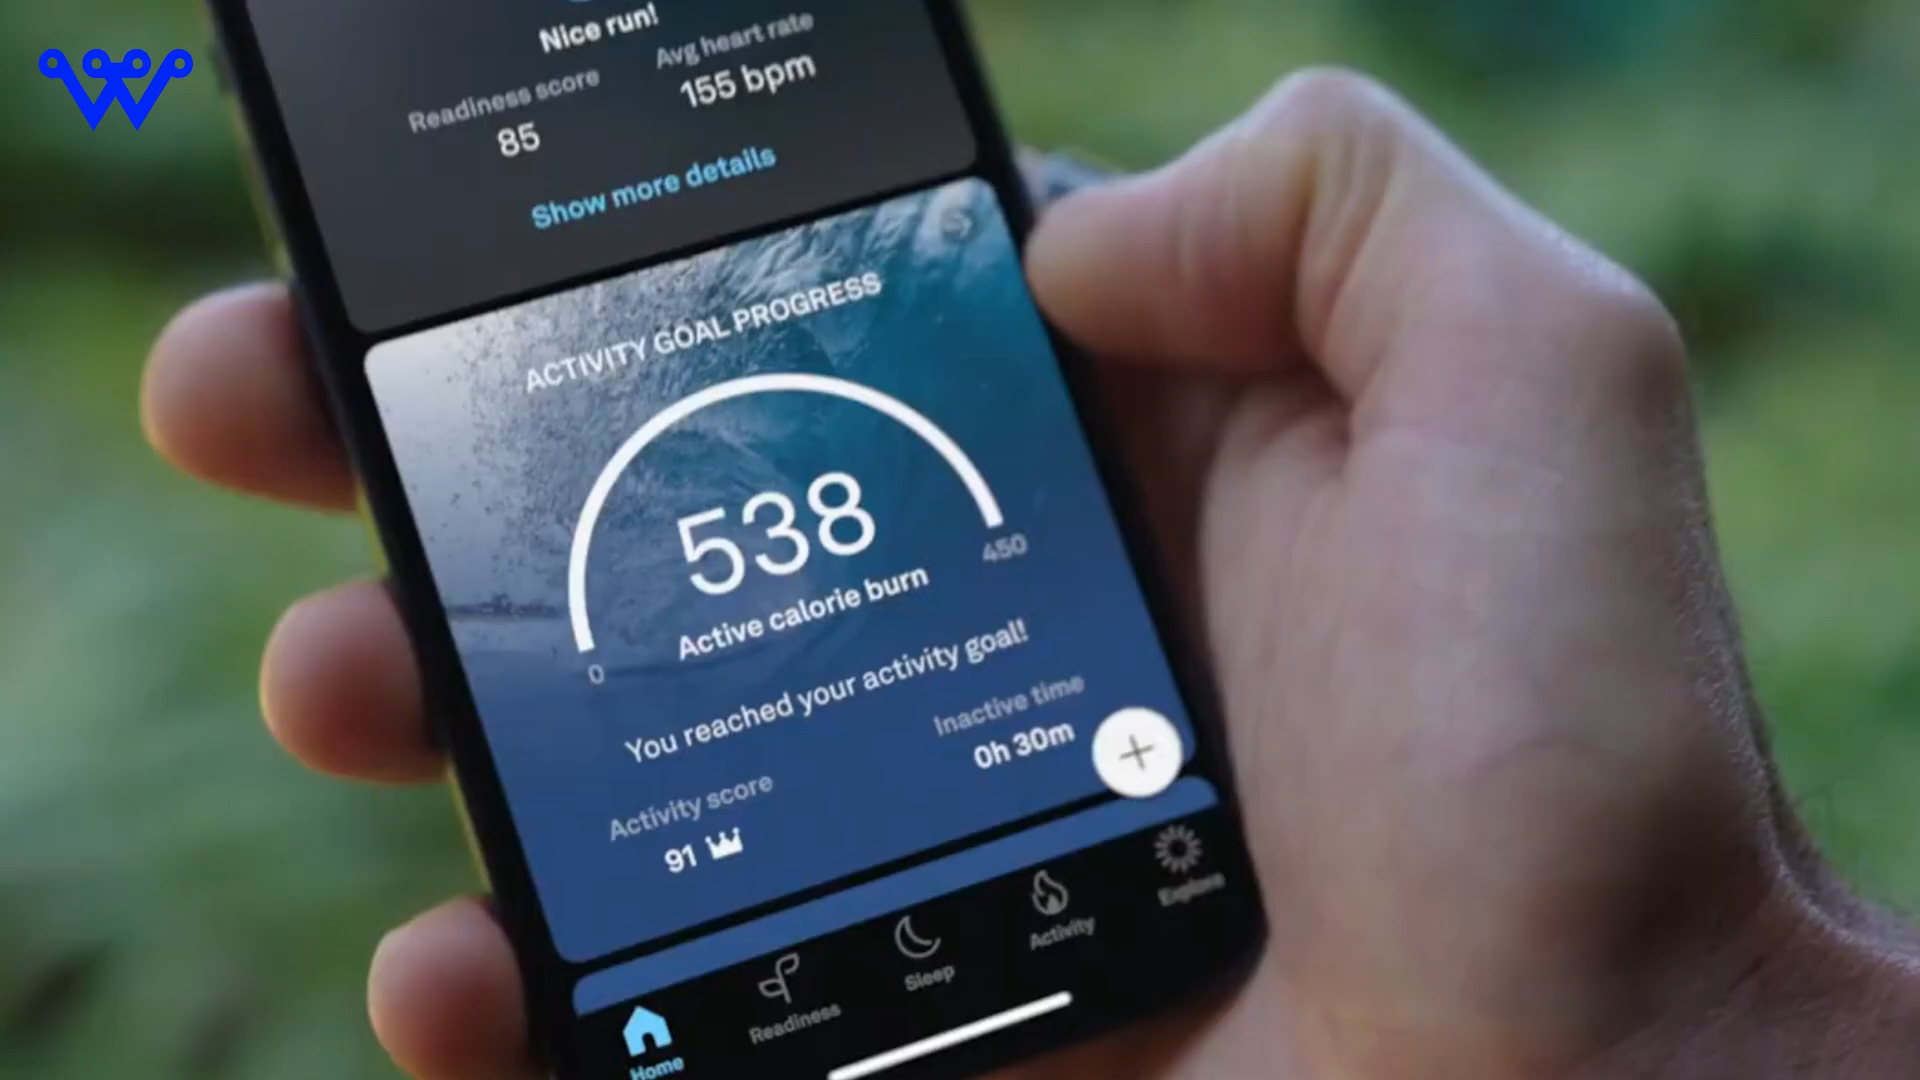 Nice run!
Readiness score
85
Avg heart rate
155 bpm
Show more details
ACTIVITY GOAL PROGRESS
538
Active calorie burn
0
450
You reached your activity goal!
Activity score
91
Inactive time
0h 30m
Home
Readiness
Sleep
Activity
Explore